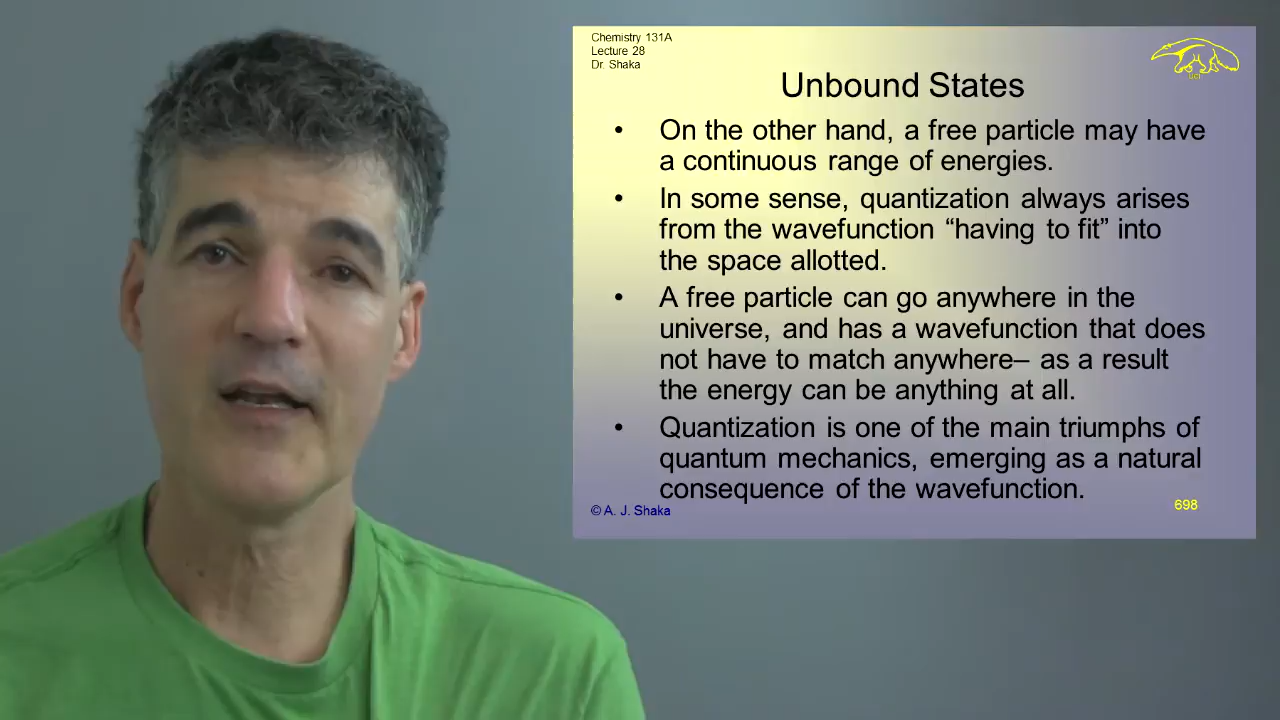 Chemistry 131A
Lecture 28
Dr. Shaka
UCI
Unbound States
• On the other hand, a free particle may have
a continuous range of energies.
• In some sense, quantization always arises
from the wavefunction “having to fit” into
the space allotted.
• A free particle can go anywhere in the
universe, and has a wavefunction that does
not have to match anywhere– as a result
the energy can be anything at all.
• Quantization is one of the main triumphs of
quantum mechanics, emerging as a natural
consequence of the wavefunction.
© A. J. Shaka
698